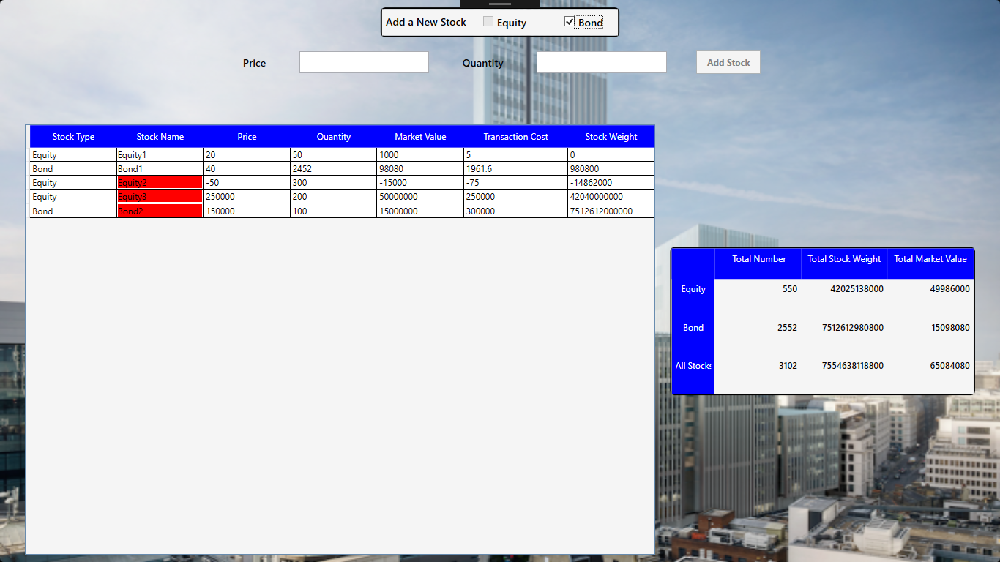 Add a New Stock Equity Bond
Price Quantity Add Stock
Stock Type Stock Name Price Quantity Market Value Transaction Cost Stock Weight
Equity Equity1 20 50 1000 5 0
Bond Bond1 40 2452 98080 1961.6 980800
Equity Equity2 -50 300 -15000 -75 -14862000
Equity Equity3 250000 200 50000000 250000 42040000000
Bond Bond2 150000 100 15000000 300000 7512612000000
Total Number Total Stock Weight Total Market Value
Equity 550 42025138000 49986000
Bond 2552 7512612980800 15098080
All Stocks 3102 7554638118800 65084080